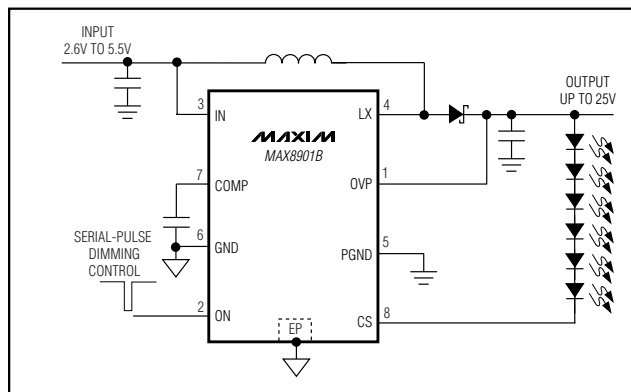 INPUT
2.6V TO 5.5V
OUTPUT
UP TO 25V
3
IN
LX
4
MAXIM
MAX8901B
7
COMP
OVP
1
SERIAL-PULSE
DIMMING
CONTROL
6
GND
PGND
5
2
ON
EP
CS
8